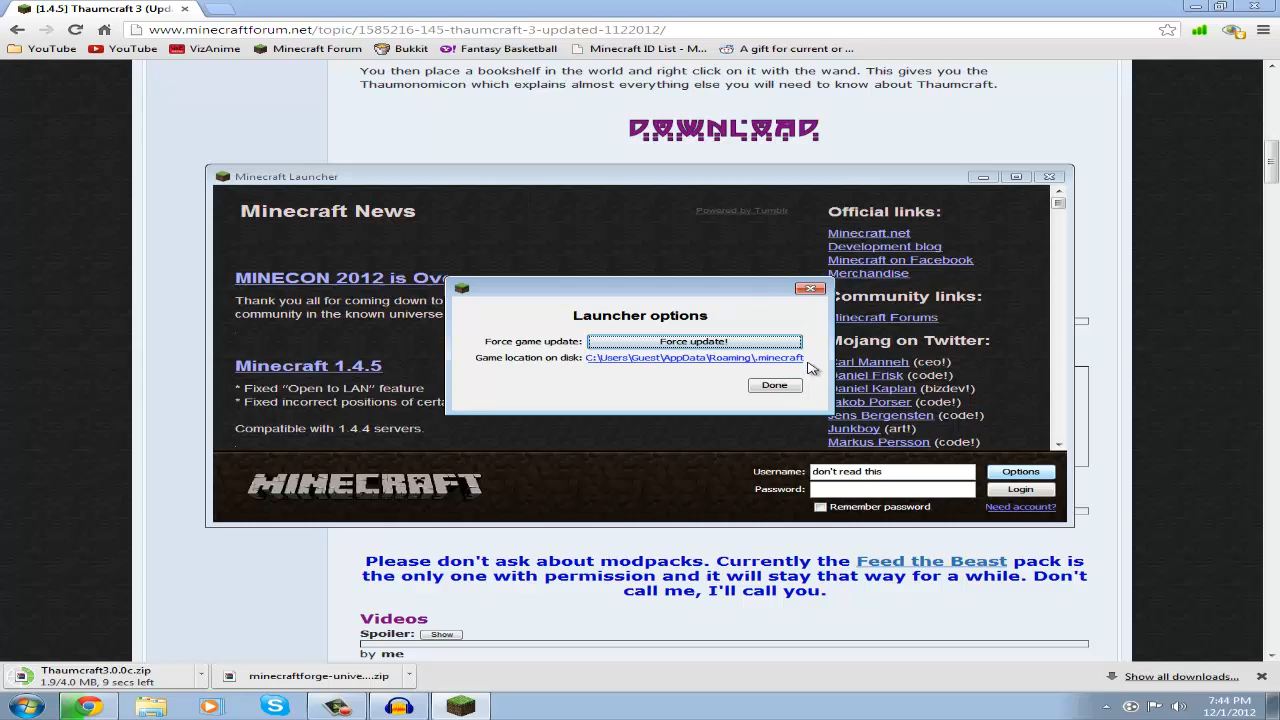 [1.4.5] Thaumcraft 3 (Upda
www.minecraftforum.net/topic/1585216-145-thaumcraft-3-updated-1122012/
YouTube YouTube VizAnime Minecraft Forum Bukkit Fantasy Basketball Minecraft ID List - M... A gift for current or ...
You then place a bookshelf in the world and right click on it with the wand. This gives you the
Thaumonomicon which explains almost everything else you will need to know about Thaumcraft.
DOWNLOAD
Minecraft Launcher
Minecraft News
Powered by Tumblr
MINECON 2012 is Ov
Thank you all for coming down to
community in the known universe
Minecraft 1.4.5
* Fixed "Open to LAN" feature
* Fixed incorrect positions of certa
Compatible with 1.4.4 servers.
Official links:
Minecraft.net
Development blog
Minecraft on Facebook
Merchandise
Community links:
Minecraft Forums
Mojang on Twitter:
Carl Manneh (ceo!)
Daniel Frisk (code!)
Daniel Kaplan (bizdev!)
Jakob Porser (code!)
Jens Bergensten (code!)
Junkboy (art!)
Markus Persson (code!)
Launcher options
Force game update: Force update!
Game location on disk: C:\Users\Guest\AppData\Roaming\.minecraft
Done
MINECRAFT
Username: don't read this Options
Password: Login
Remember password Need account?
Please don't ask about modpacks. Currently the Feed the Beast pack is
the only one with permission and it will stay that way for a while. Don't
call me, I'll call you.
Videos
Spoiler: Show
by me
Thaumcraft3.0.0c.zip
1.9/4.0 MB, 9 secs left
minecraftforge-unive....zip
Show all downloads...
7:44 PM
12/1/2012